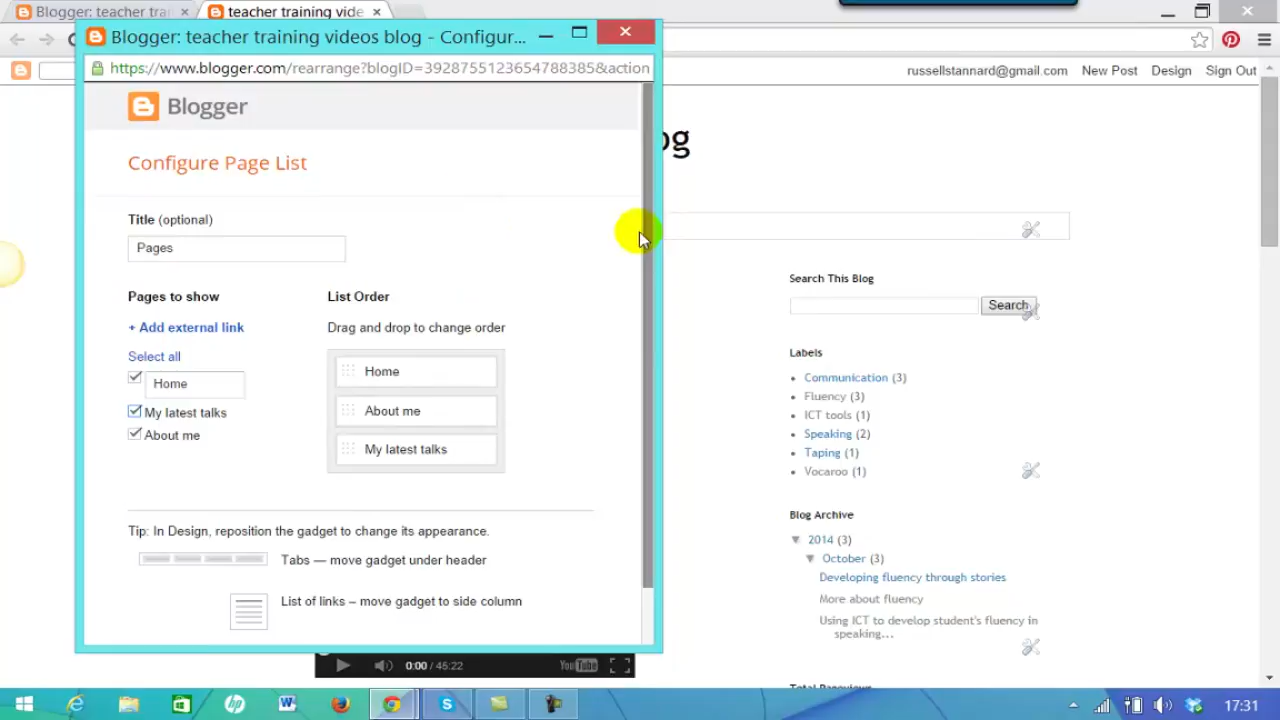 Blogger: teacher trai
teacher training vide
Blogger: teacher training videos blog - Configur...
https://www.blogger.com/rearrange?blogID=3928755123654788385&action
russellstannard@gmail.com New Post Design Sign Out
Blogger
og
Configure Page List
Title (optional)
Pages
Pages to show
+ Add external link
Select all
Home
My latest talks
About me
List Order
Drag and drop to change order
Home
About me
My latest talks
Tip: In Design, reposition the gadget to change its appearance.
Tabs — move gadget under header
List of links – move gadget to side column
Search This Blog
Search
Labels
Communication (3)
Fluency (3)
ICT tools (1)
Speaking (2)
Taping (1)
Vocaroo (1)
Blog Archive
▼ 2014 (3)
▼ October (3)
Developing fluency through stories
More about fluency
Using ICT to develop student's fluency in
speaking...
Total Pageviews
0:00 / 45:22
YouTube
17:31